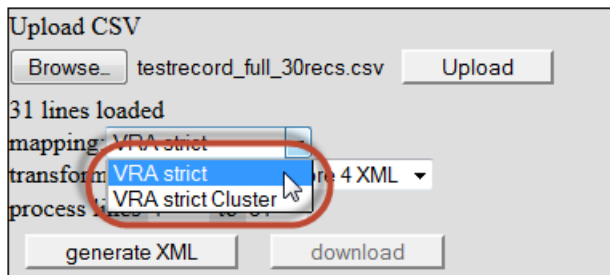 Upload CSV
Browse… testrecord_full_30recs.csv Upload
31 lines loaded
mapping: VRA strict
VRA strict
transform 4 XML
VRA strict Cluster
process lines to
generate XML download